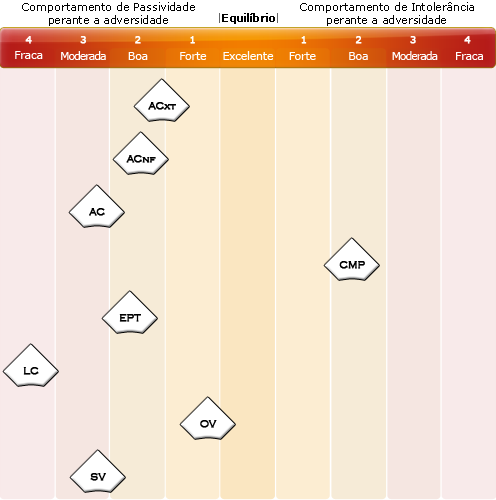 Comportamento de Passividade
perante a adversidade
|Equilíbrio|
Comportamento de Intolerância
perante a adversidade
4 3 2 1 1 2 3 4
Fraca Moderada Boa Forte Excelente Forte Boa Moderada Fraca
ACXT
ACNF
AC
CMP
EPT
LC
OV
SV